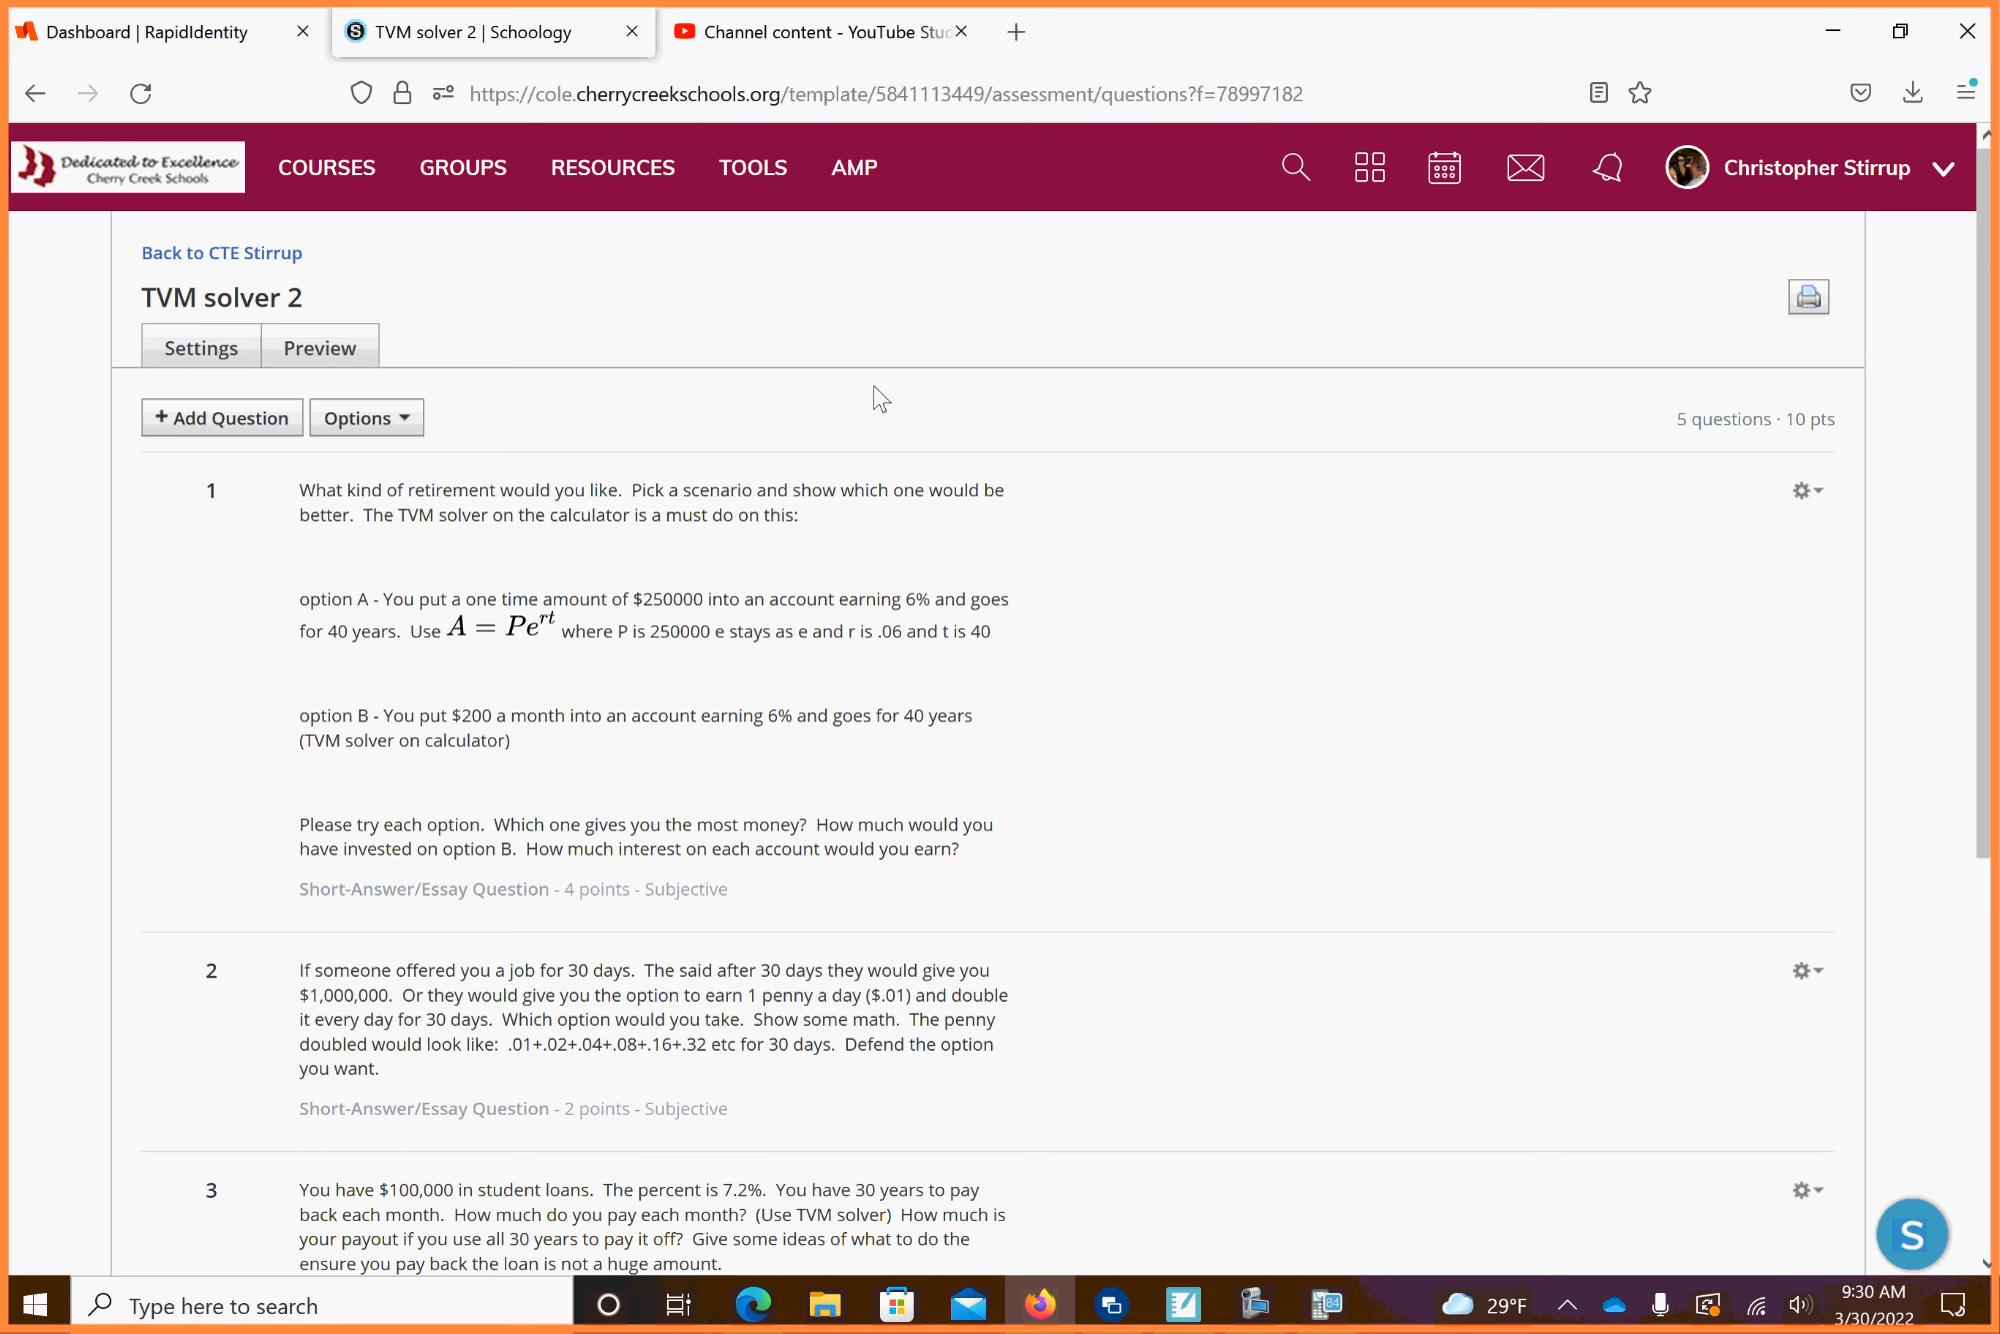 Dashboard | RapidIdentity
TVM solver 2 | Schoology
Channel content - YouTube Stud
https://cole.cherrycreekschools.org/template/5841113449/assessment/questions?f=78997182
Dedicated to Excellence
Cherry Creek Schools
COURSES GROUPS RESOURCES TOOLS AMP
Christopher Stirrup
Back to CTE Stirrup
TVM solver 2
Settings Preview
+ Add Question Options
5 questions · 10 pts
1
What kind of retirement would you like. Pick a scenario and show which one would be
better. The TVM solver on the calculator is a must do on this:
option A - You put a one time amount of $250000 into an account earning 6% and goes
for 40 years. Use A = Pe^{rt} where P is 250000 e stays as e and r is .06 and t is 40
option B - You put $200 a month into an account earning 6% and goes for 40 years
(TVM solver on calculator)
Please try each option. Which one gives you the most money? How much would you
have invested on option B. How much interest on each account would you earn?
Short-Answer/Essay Question - 4 points - Subjective
2
If someone offered you a job for 30 days. The said after 30 days they would give you
$1,000,000. Or they would give you the option to earn 1 penny a day ($.01) and double
it every day for 30 days. Which option would you take. Show some math. The penny
doubled would look like: .01+.02+.04+.08+.16+.32 etc for 30 days. Defend the option
you want.
Short-Answer/Essay Question - 2 points - Subjective
3
You have $100,000 in student loans. The percent is 7.2%. You have 30 years to pay
back each month. How much do you pay each month? (Use TVM solver) How much is
your payout if you use all 30 years to pay it off? Give some ideas of what to do the
ensure you pay back the loan is not a huge amount.
S
Type here to search
84
29°F
9:30 AM
3/30/2022